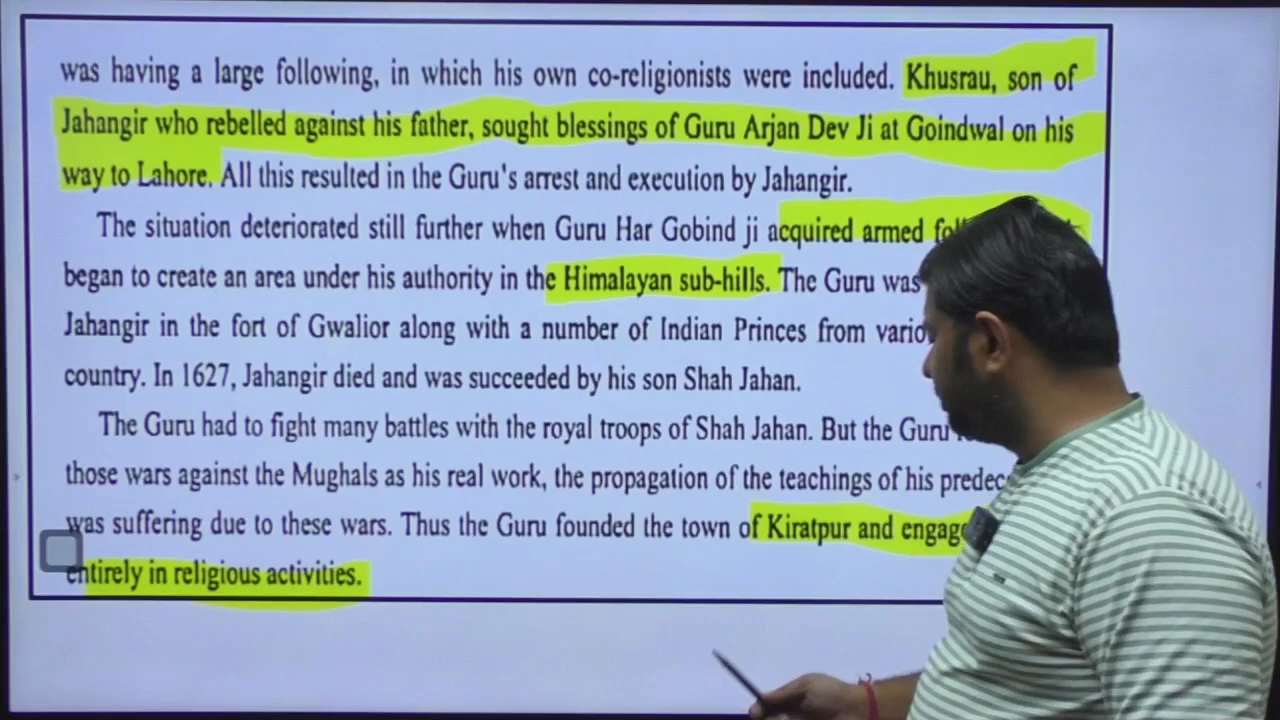 was having a large following, in which his own co-religionists were included. Khusrau, son of
Jahangir who rebelled against his father, sought blessings of Guru Arjan Dev Ji at Goindwal on his
way to Lahore. All this resulted in the Guru's arrest and execution by Jahangir.
The situation deteriorated still further when Guru Har Gobind ji acquired armed
began to create an area under his authority in the Himalayan sub-hills. The Guru was
Jahangir in the fort of Gwalior along with a number of Indian Princes from
country. In 1627, Jahangir died and was succeeded by his son Shah Jahan.
The Guru had to fight many battles with the royal troops of Shah Jahan. But the Guru
those wars against the Mughals as his real work, the propagation of the teachings of his
was suffering due to these wars. Thus the Guru founded the town of Kiratpur and
entirely in religious activities.